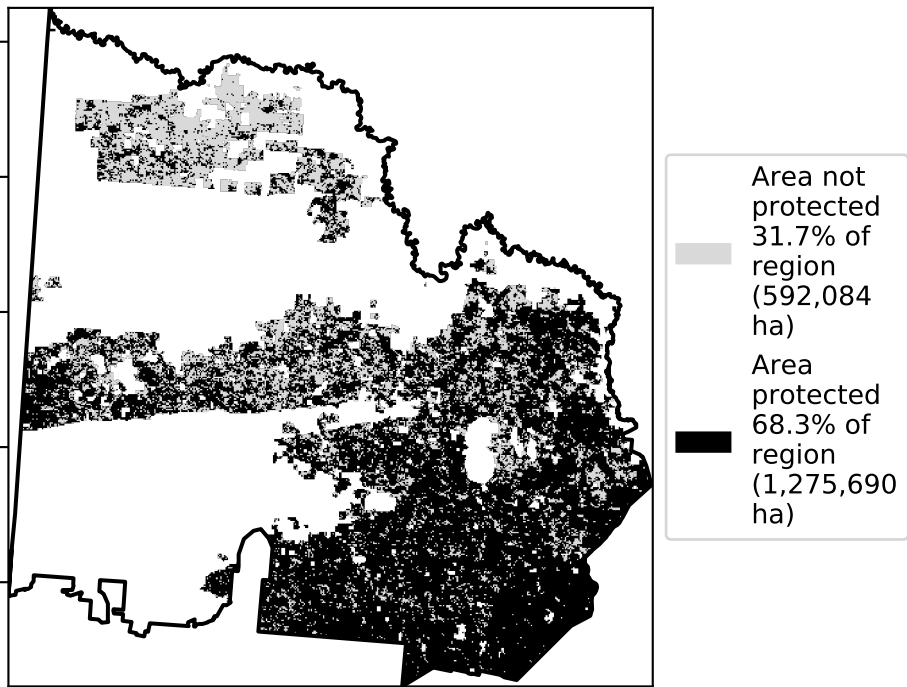 Area not
protected
31.7% of
region
(592,084
ha)
Area
protected
68.3% of
region
(1,275,690
ha)